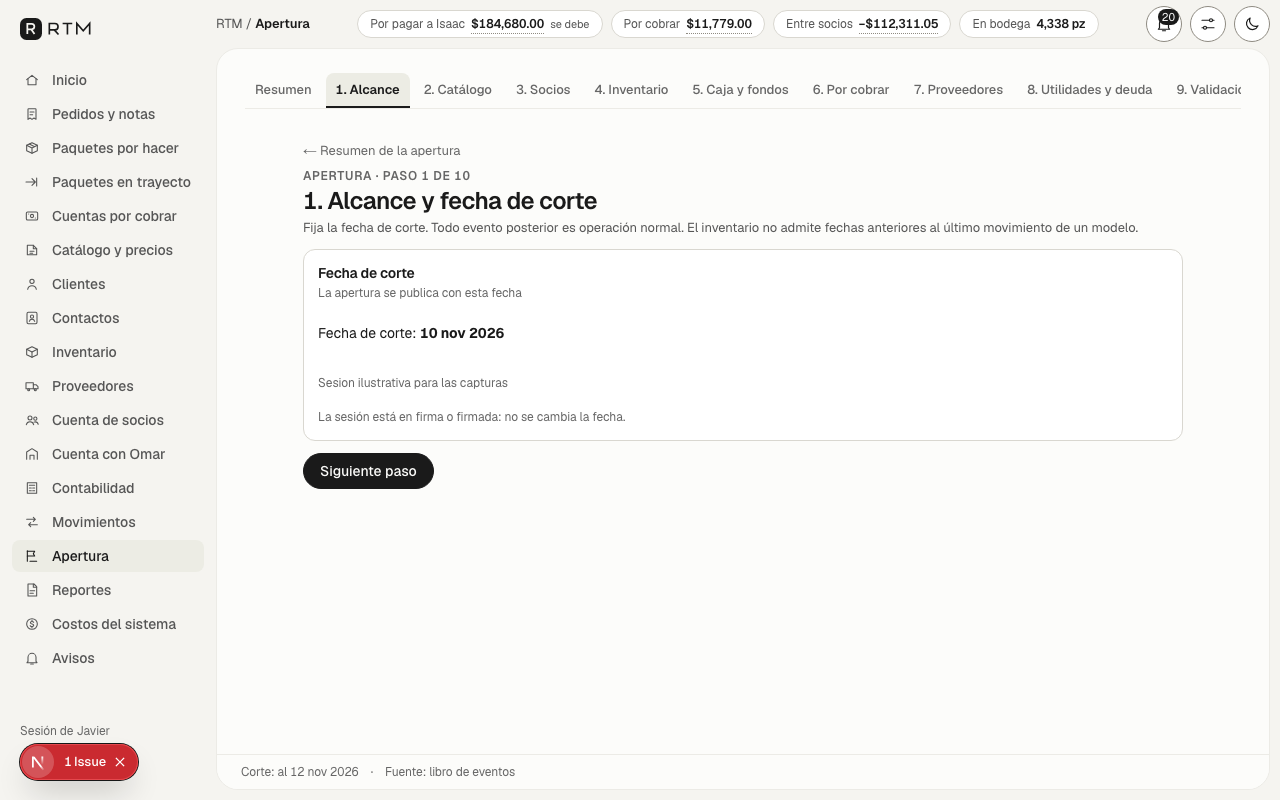 R RTM
Inicio
Pedidos y notas
Paquetes por hacer
Paquetes en trayecto
Cuentas por cobrar
Catálogo y precios
Clientes
Contactos
Inventario
Proveedores
Cuenta de socios
Cuenta con Omar
Contabilidad
Movimientos
Apertura
Reportes
Costos del sistema
Avisos
Sesión de Javier
N 1 Issue
RTM / Apertura
Por pagar a Isaac $184,680.00 se debe
Por cobrar $11,779.00
Entre socios −$112,311.05
En bodega 4,338 pz
20
Resumen 1. Alcance 2. Catálogo 3. Socios 4. Inventario 5. Caja y fondos 6. Por cobrar 7. Proveedores 8. Utilidades y deuda 9. Validació
← Resumen de la apertura
APERTURA · PASO 1 DE 10
1. Alcance y fecha de corte
Fija la fecha de corte. Todo evento posterior es operación normal. El inventario no admite fechas anteriores al último movimiento de un modelo.
Fecha de corte
La apertura se publica con esta fecha
Fecha de corte: 10 nov 2026
Sesion ilustrativa para las capturas
La sesión está en firma o firmada: no se cambia la fecha.
Siguiente paso
Corte: al 12 nov 2026 · Fuente: libro de eventos